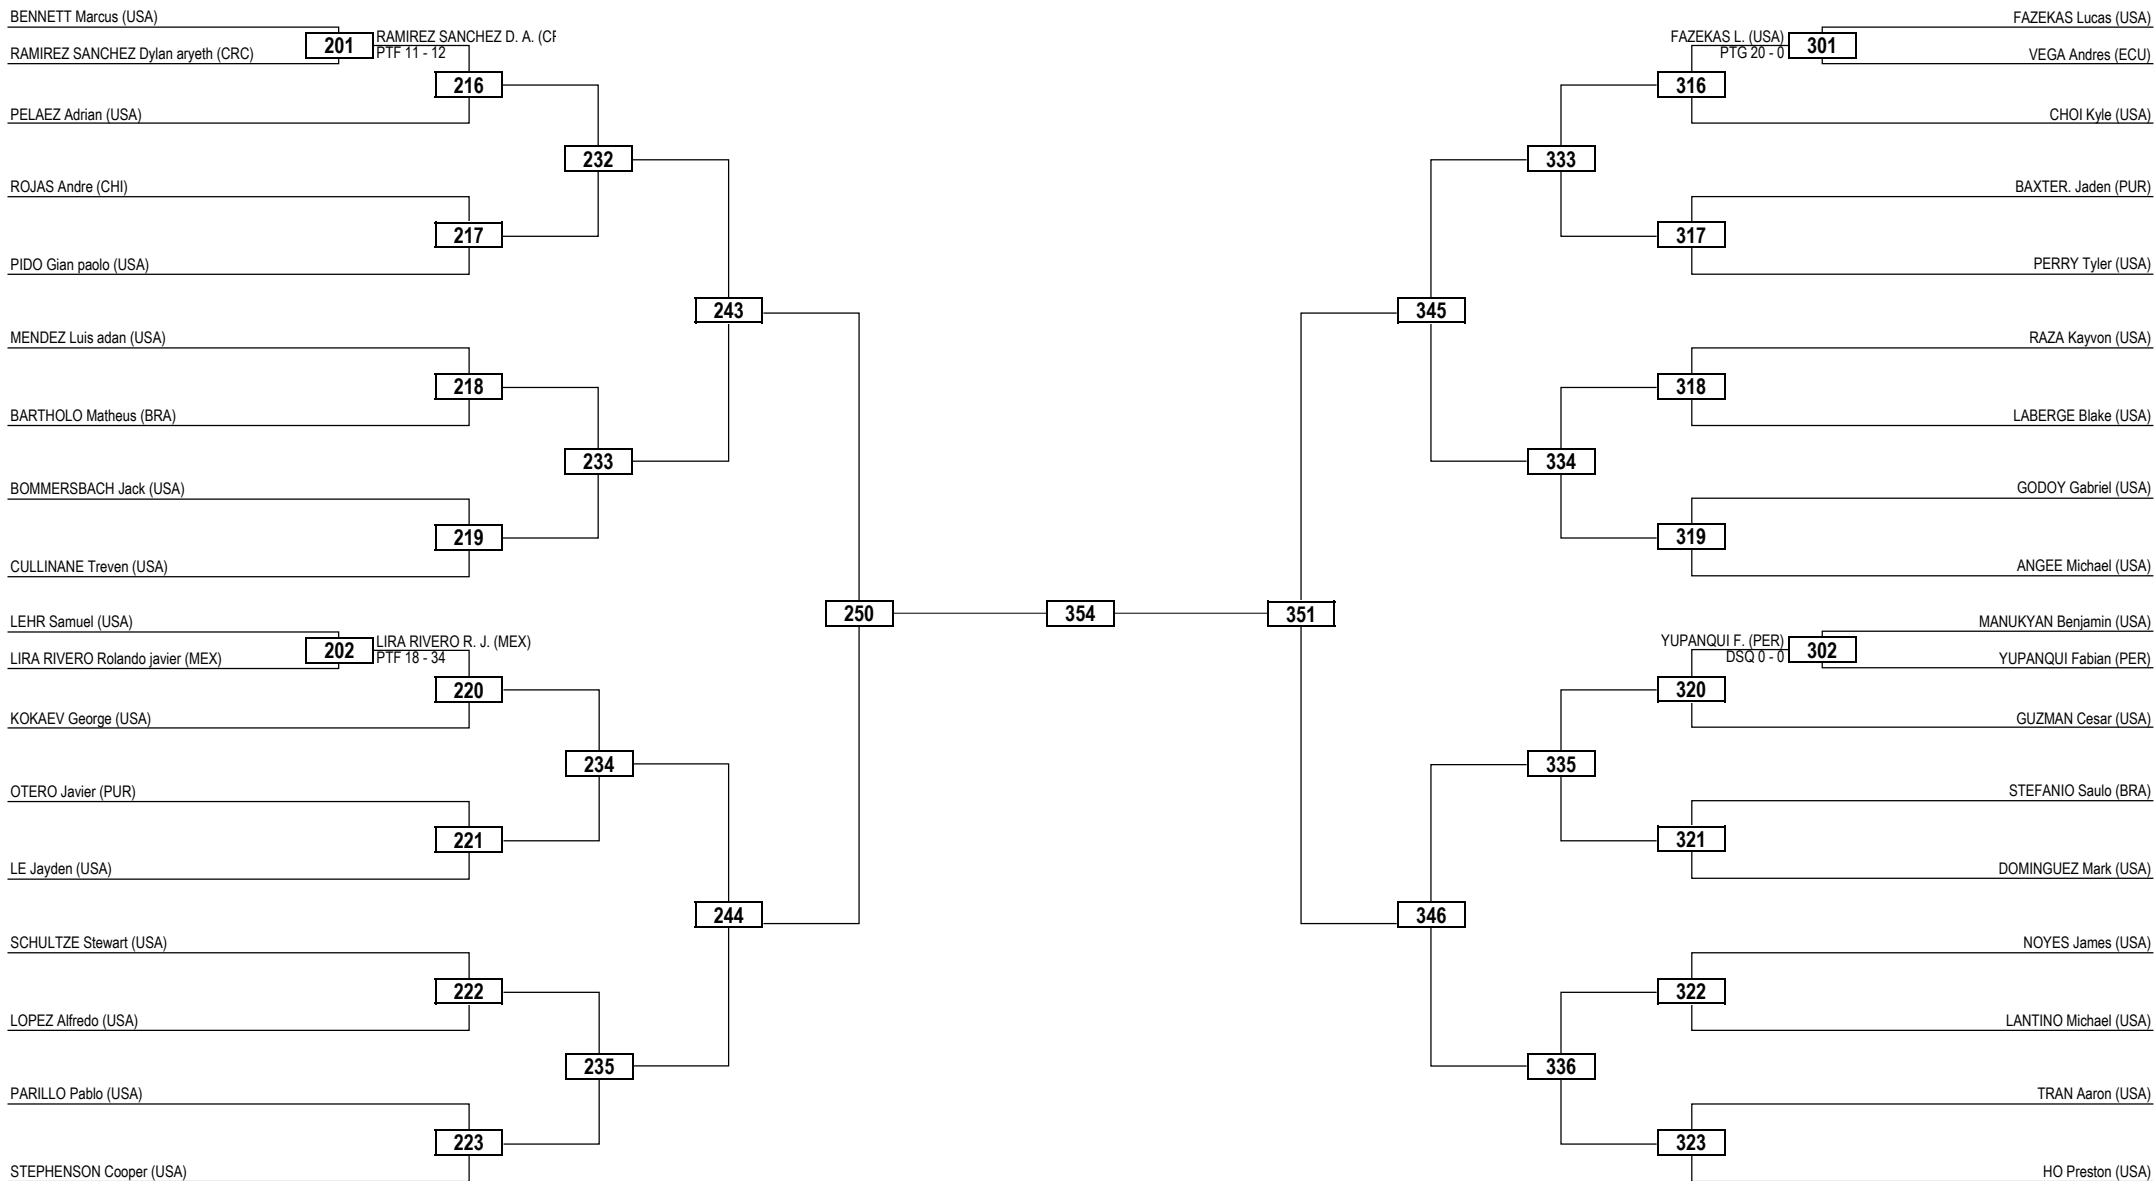 BENNETT Marcus (USA)
201
RAMIREZ SANCHEZ D. A. (CR
PTF 11 - 12
RAMIREZ SANCHEZ Dylan aryeth (CRC)
216
PELAEZ Adrian (USA)
232
ROJAS Andre (CHI)
217
PIDO Gian paolo (USA)
243
MENDEZ Luis adan (USA)
218
BARTHOLO Matheus (BRA)
233
BOMMERSBACH Jack (USA)
219
CULLINANE Treven (USA)
250
LEHR Samuel (USA)
202
LIRA RIVERO R. J. (MEX)
PTF 18 - 34
LIRA RIVERO Rolando javier (MEX)
220
KOKAEV George (USA)
234
OTERO Javier (PUR)
221
LE Jayden (USA)
244
SCHULTZE Stewart (USA)
222
LOPEZ Alfredo (USA)
235
PARILLO Pablo (USA)
223
STEPHENSON Cooper (USA)
354
FAZEKAS Lucas (USA)
FAZEKAS L. (USA)
PTG 20 - 0
301
VEGA Andres (ECU)
316
CHOI Kyle (USA)
333
BAXTER. Jaden (PUR)
317
PERRY Tyler (USA)
345
RAZA Kayvon (USA)
318
LABERGE Blake (USA)
334
GODOY Gabriel (USA)
319
ANGEE Michael (USA)
351
MANUKYAN Benjamin (USA)
YUPANQUI F. (PER)
DSQ 0 - 0
302
YUPANQUI Fabian (PER)
320
GUZMAN Cesar (USA)
335
STEFANIO Saulo (BRA)
321
DOMINGUEZ Mark (USA)
346
NOYES James (USA)
322
LANTINO Michael (USA)
336
TRAN Aaron (USA)
323
HO Preston (USA)